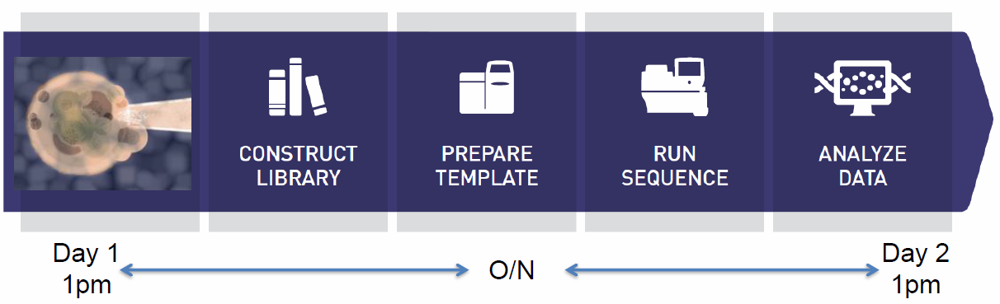 CONSTRUCT
LIBRARY
PREPARE
TEMPLATE
RUN
SEQUENCE
ANALYZE
DATA
Day 1
1pm
O/N
Day 2
1pm